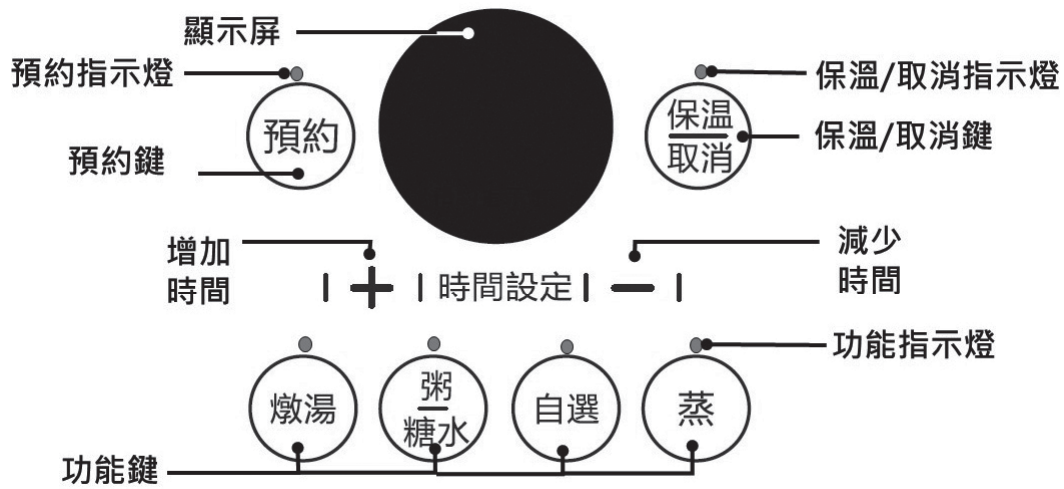 顯示屏
預約指示燈
保溫/取消指示燈
預約
保温
取消
保溫/取消鍵
預約鍵
增加
時間
減少
時間
| + | 時間設定 | — |
功能指示燈
燉湯
粥
糖水
自選
蒸
功能鍵